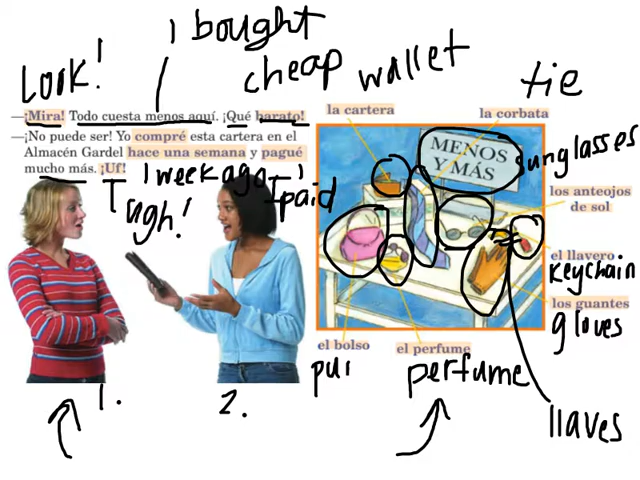 I bought
Look!
cheap
wallet
tie
—¡Mira! Todo cuesta menos aquí. ¡Qué barato!
—¡No puede ser! Yo compré esta cartera en el
Almacén Gardel hace una semana y pagué
mucho más. ¡Uf!
1 week ago
I paid
ugh!
la cartera
la corbata
MENOS
Y MÁS
sunglasses
los anteojos
de sol
el llavero
keychain
los guantes
gloves
el bolso
el perfume
pur
perfume
1.
2.
llaves